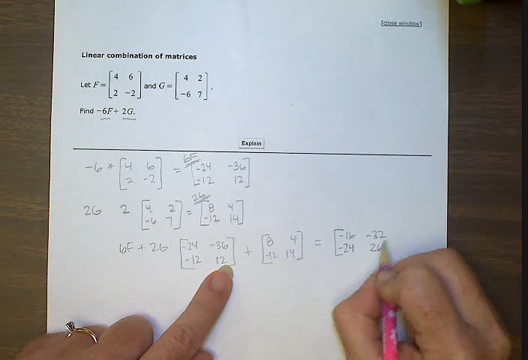 [close window]
Linear combination of matrices
Let F = [4 6; 2 -2] and G = [4 2; -6 7].
Find -6F + 2G.
Explain
-6 = [4 6; 2 -2] = [-24 -36; -12 12]
6F
2G 2 [4 2; -6 7] = [8 4; -12 14]
2G
6F + 2G [-24 -36; -12 12] + [8 4; -12 14] = [-16 -32; -24 26